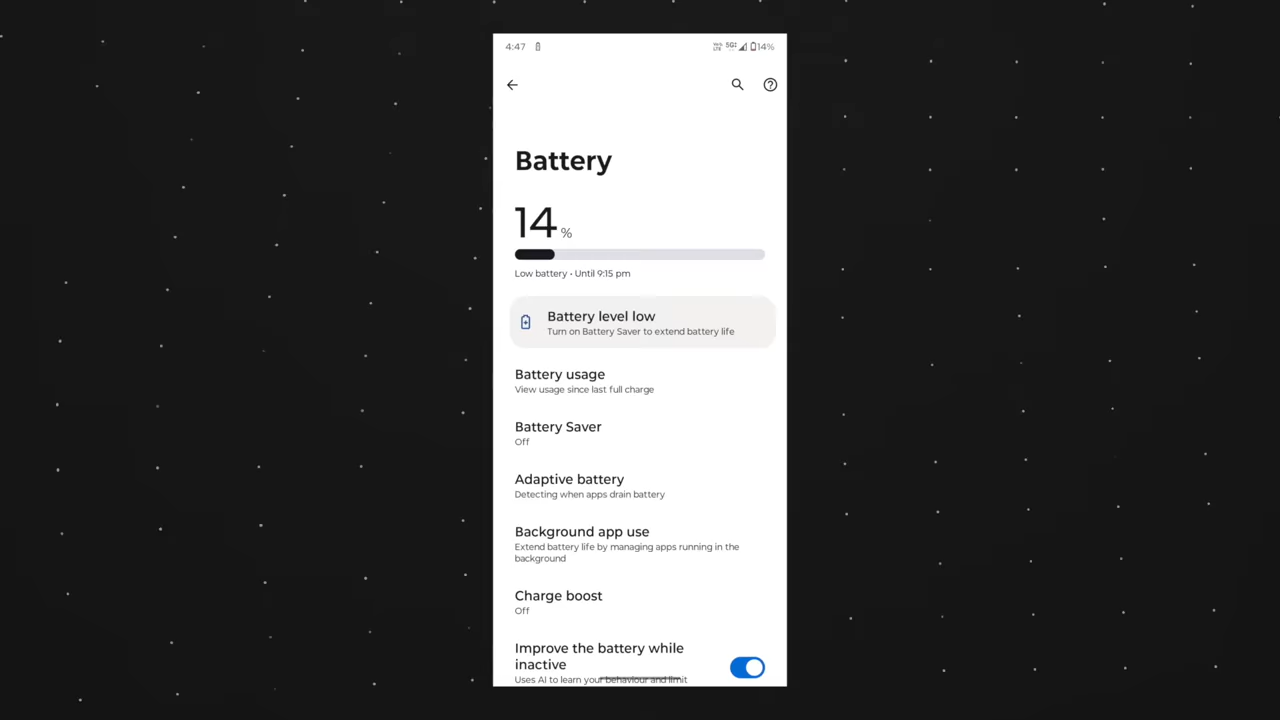 4:47 Vo LTE 5G 14%
Battery
14 %
Low battery • Until 9:15 pm
Battery level low
Turn on Battery Saver to extend battery life
Battery usage
View usage since last full charge
Battery Saver
Off
Adaptive battery
Detecting when apps drain battery
Background app use
Extend battery life by managing apps running in the
background
Charge boost
Off
Improve the battery while
inactive
Uses AI to learn your behaviour and limit